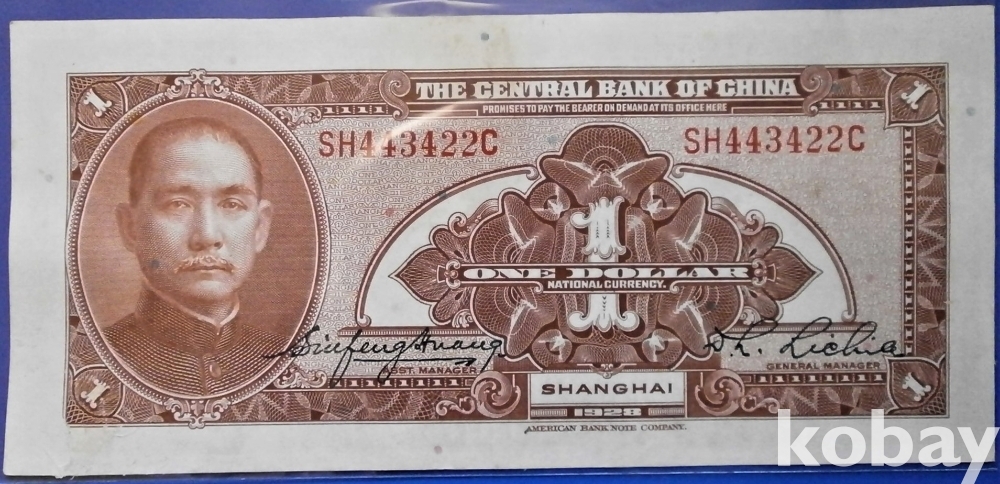 THE CENTRAL BANK OF CHINA
PROMISES TO PAY THE BEARER ON DEMAND AT ITS OFFICE HERE
SH443422C
SH443422C
1
1
1
ONE DOLLAR
NATIONAL CURRENCY.
Sinfeng Huang
ASST. MANAGER
GENERAL MANAGER
SHANGHAI
1928
1
1
AMERICAN BANK NOTE COMPANY.
kobay